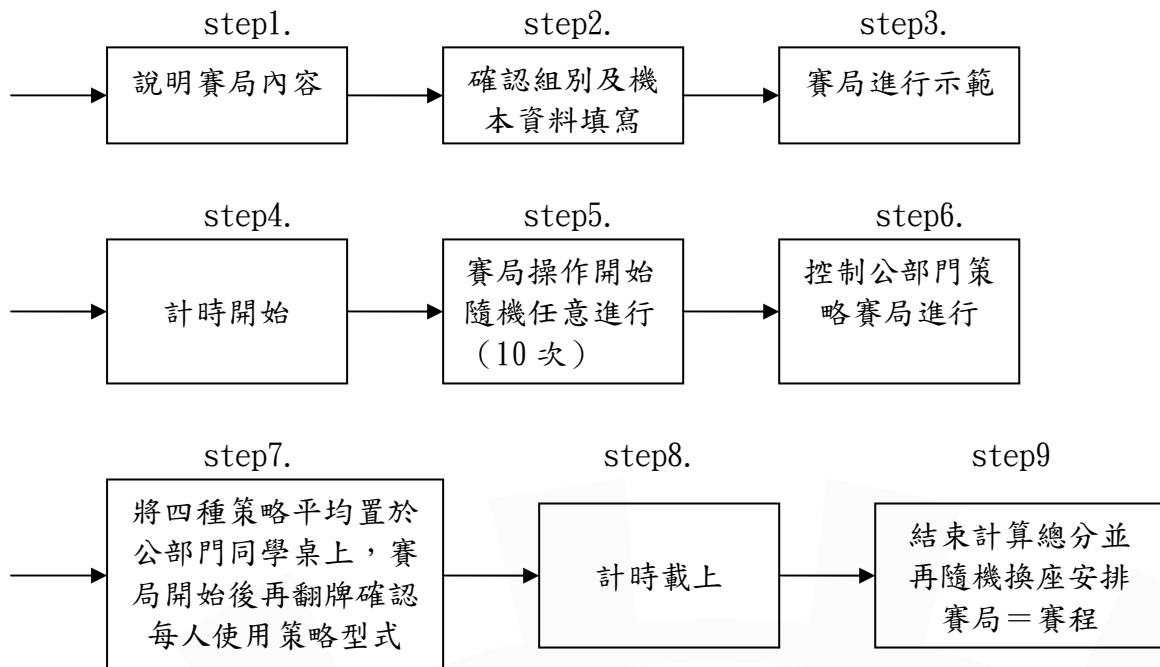 step1.
step2.
step3.
說明賽局內容
確認組別及機
本資料填寫
賽局進行示範
step4.
step5.
step6.
計時開始
賽局操作開始
隨機任意進行
（10 次）
控制公部門策
略賽局進行
step7.
step8.
step9
將四種策略平均置於
公部門同學桌上，賽
局開始後再翻牌確認
每人使用策略型式
計時載上
結束計算總分並
再隨機換座安排
賽局＝賽程